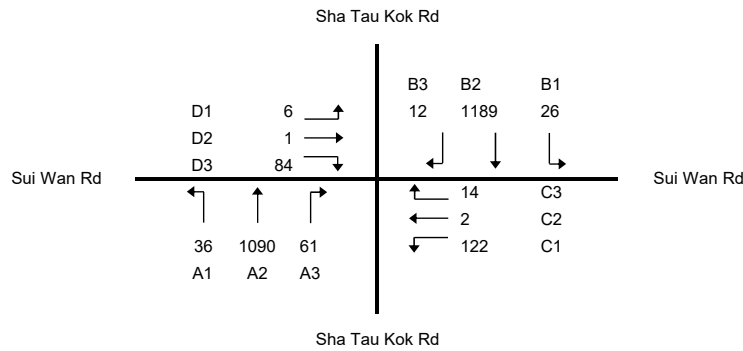 Sha Tau Kok Rd
B3 B2 B1
D1 6 12 1189 26
D2 1
D3 84
Sui Wan Rd Sui Wan Rd
14 C3
2 C2
36 1090 61 122 C1
A1 A2 A3
Sha Tau Kok Rd